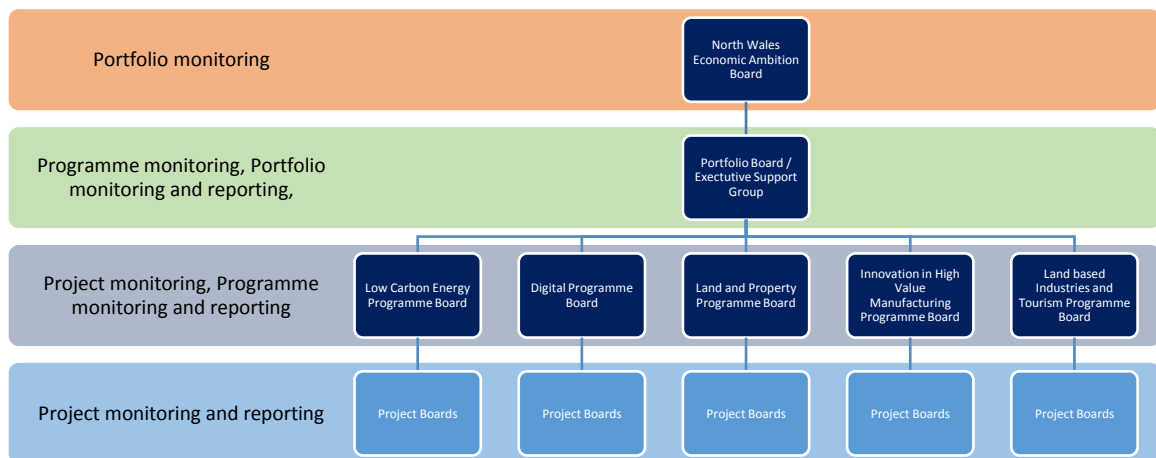 Portfolio monitoring
North Wales
Economic Ambition
Board
Programme monitoring, Portfolio
monitoring and reporting,
Portfolio Board /
Exectutive Support
Group
Project monitoring, Programme
monitoring and reporting
Low Carbon Energy
Programme Board
Digital Programme
Board
Land and Property
Programme Board
Innovation in High
Value
Manufacturing
Programme Board
Land based
Industries and
Tourism Programme
Board
Project monitoring and reporting
Project Boards
Project Boards
Project Boards
Project Boards
Project Boards